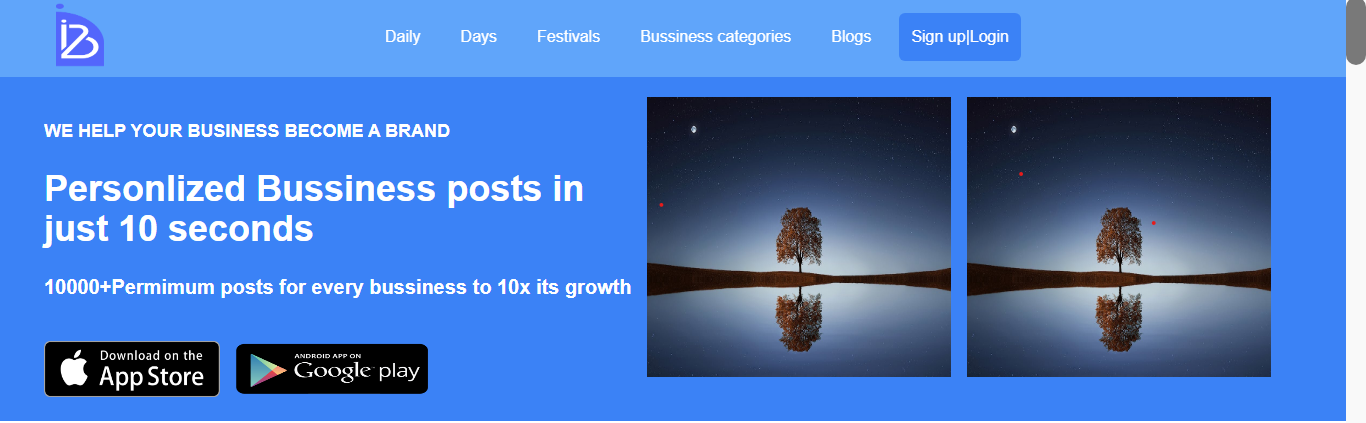 iB
Daily
Days
Festivals
Bussiness categories
Blogs
Sign up|Login
WE HELP YOUR BUSINESS BECOME A BRAND
Personlized Bussiness posts in
just 10 seconds
10000+Permimum posts for every bussiness to 10x its growth
Download on the
App Store
ANDROID APP ON
Google play